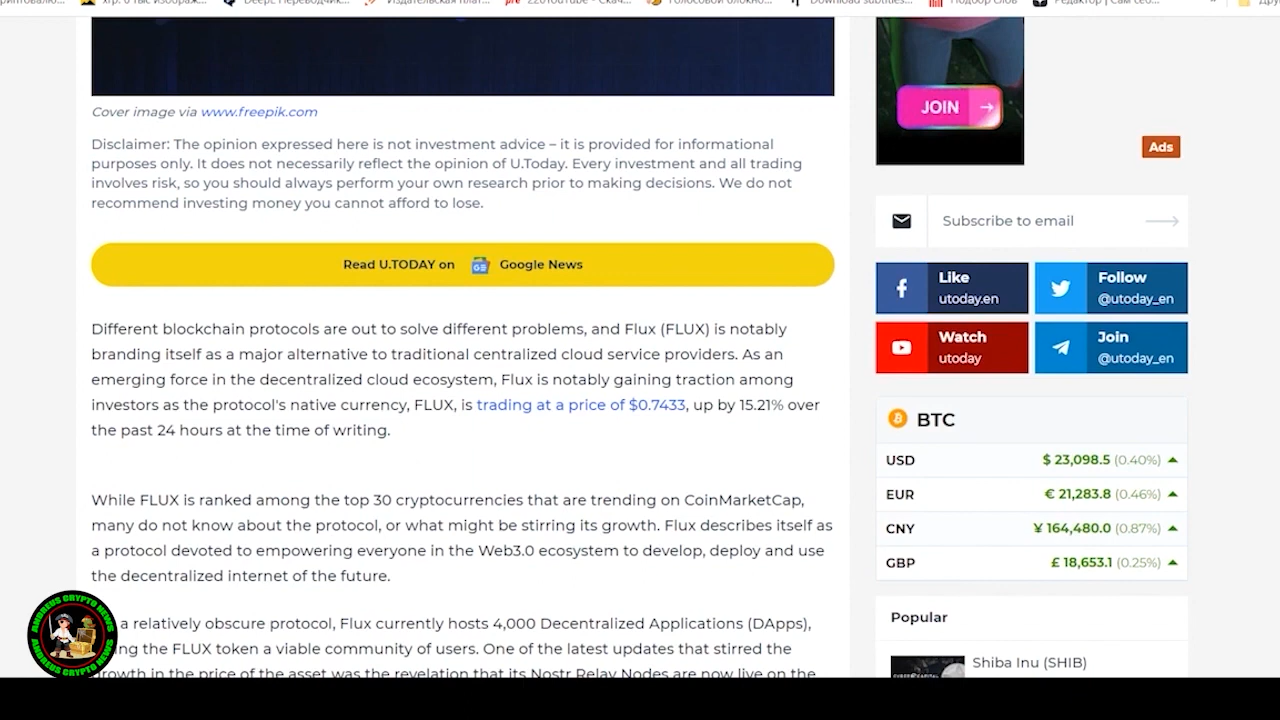 JOIN
Ads
Cover image via www.freepik.com
Disclaimer: The opinion expressed here is not investment advice – it is provided for informational
purposes only. It does not necessarily reflect the opinion of U.Today. Every investment and all trading
involves risk, so you should always perform your own research prior to making decisions. We do not
recommend investing money you cannot afford to lose.
Read U.TODAY on Google News
Different blockchain protocols are out to solve different problems, and Flux (FLUX) is notably
branding itself as a major alternative to traditional centralized cloud service providers. As an
emerging force in the decentralized cloud ecosystem, Flux is notably gaining traction among
investors as the protocol's native currency, FLUX, is trading at a price of $0.7433, up by 15.21% over
the past 24 hours at the time of writing.
While FLUX is ranked among the top 30 cryptocurrencies that are trending on CoinMarketCap,
many do not know about the protocol, or what might be stirring its growth. Flux describes itself as
a protocol devoted to empowering everyone in the Web3.0 ecosystem to develop, deploy and use
the decentralized internet of the future.
a relatively obscure protocol, Flux currently hosts 4,000 Decentralized Applications (DApps),
the FLUX token a viable community of users. One of the latest updates that stirred the
growth in the price of the asset was the revelation that its Nostr Relay Nodes are now live on the
Subscribe to email
Like
utoday.en
Follow
@utoday_en
Watch
utoday
Join
@utoday_en
BTC
USD $ 23,098.5 (0.40%)
EUR € 21,283.8 (0.46%)
CNY ¥ 164,480.0 (0.87%)
GBP £ 18,653.1 (0.25%)
Popular
Shiba Inu (SHIB)
ANDREUS CRYPTO NEWS
ANDREUS CRYPTO NEWS